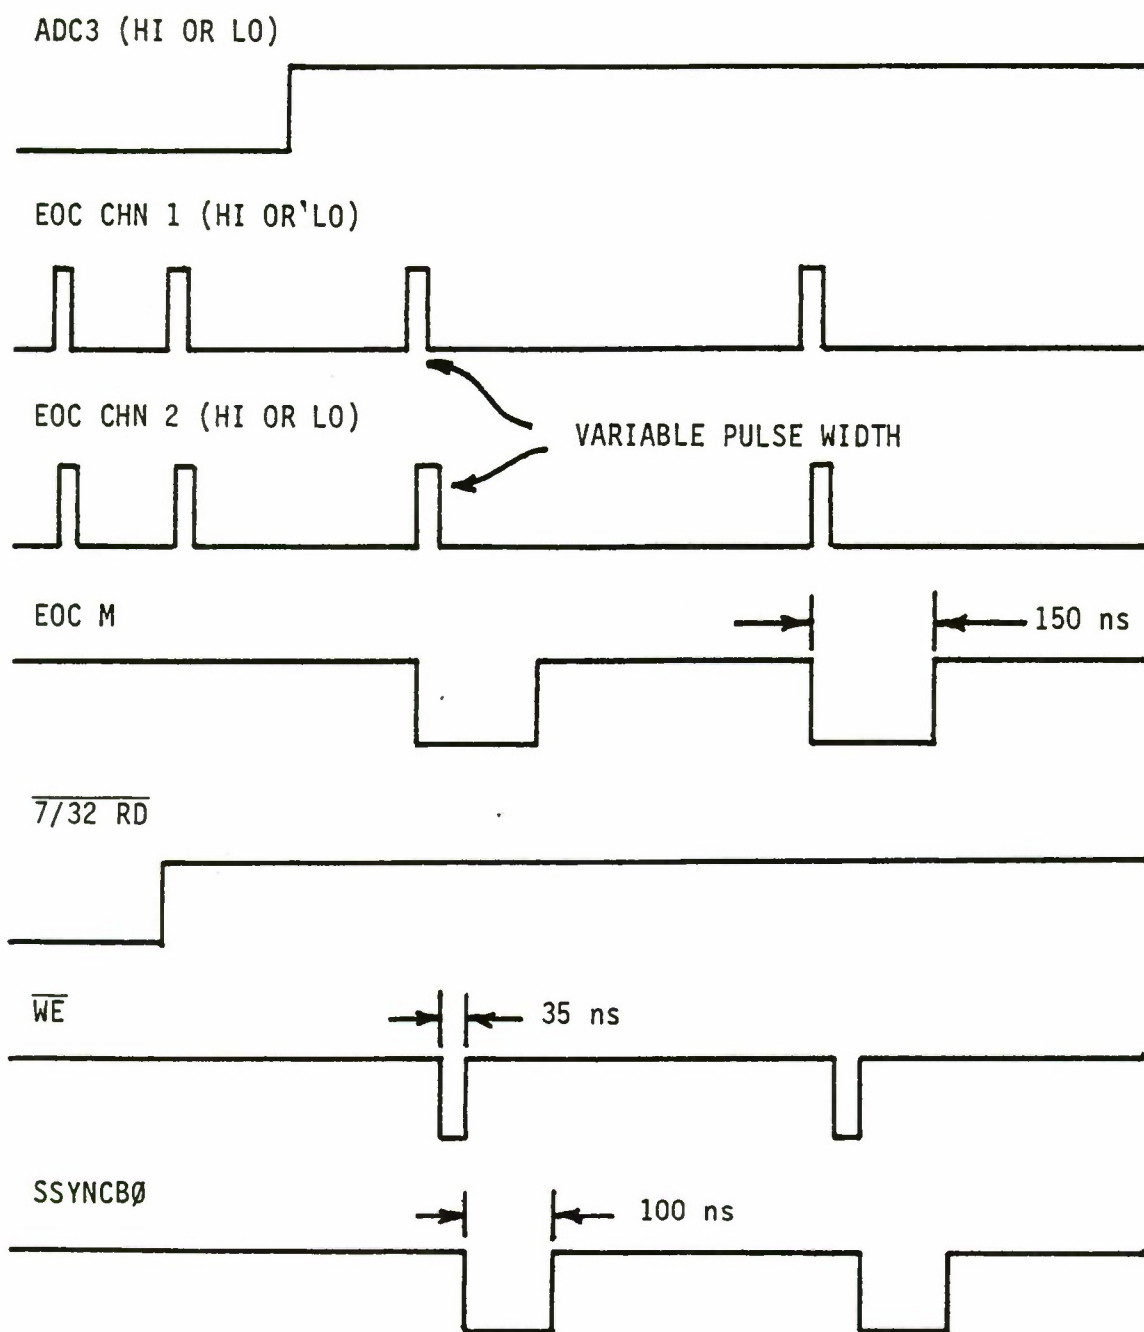 ADC3 (HI OR LO)
EOC CHN 1 (HI OR'LO)
EOC CHN 2 (HI OR LO)
VARIABLE PULSE WIDTH
EOC M
150 ns
7/32 RD
WE
35 ns
SSYNCBØ
100 ns